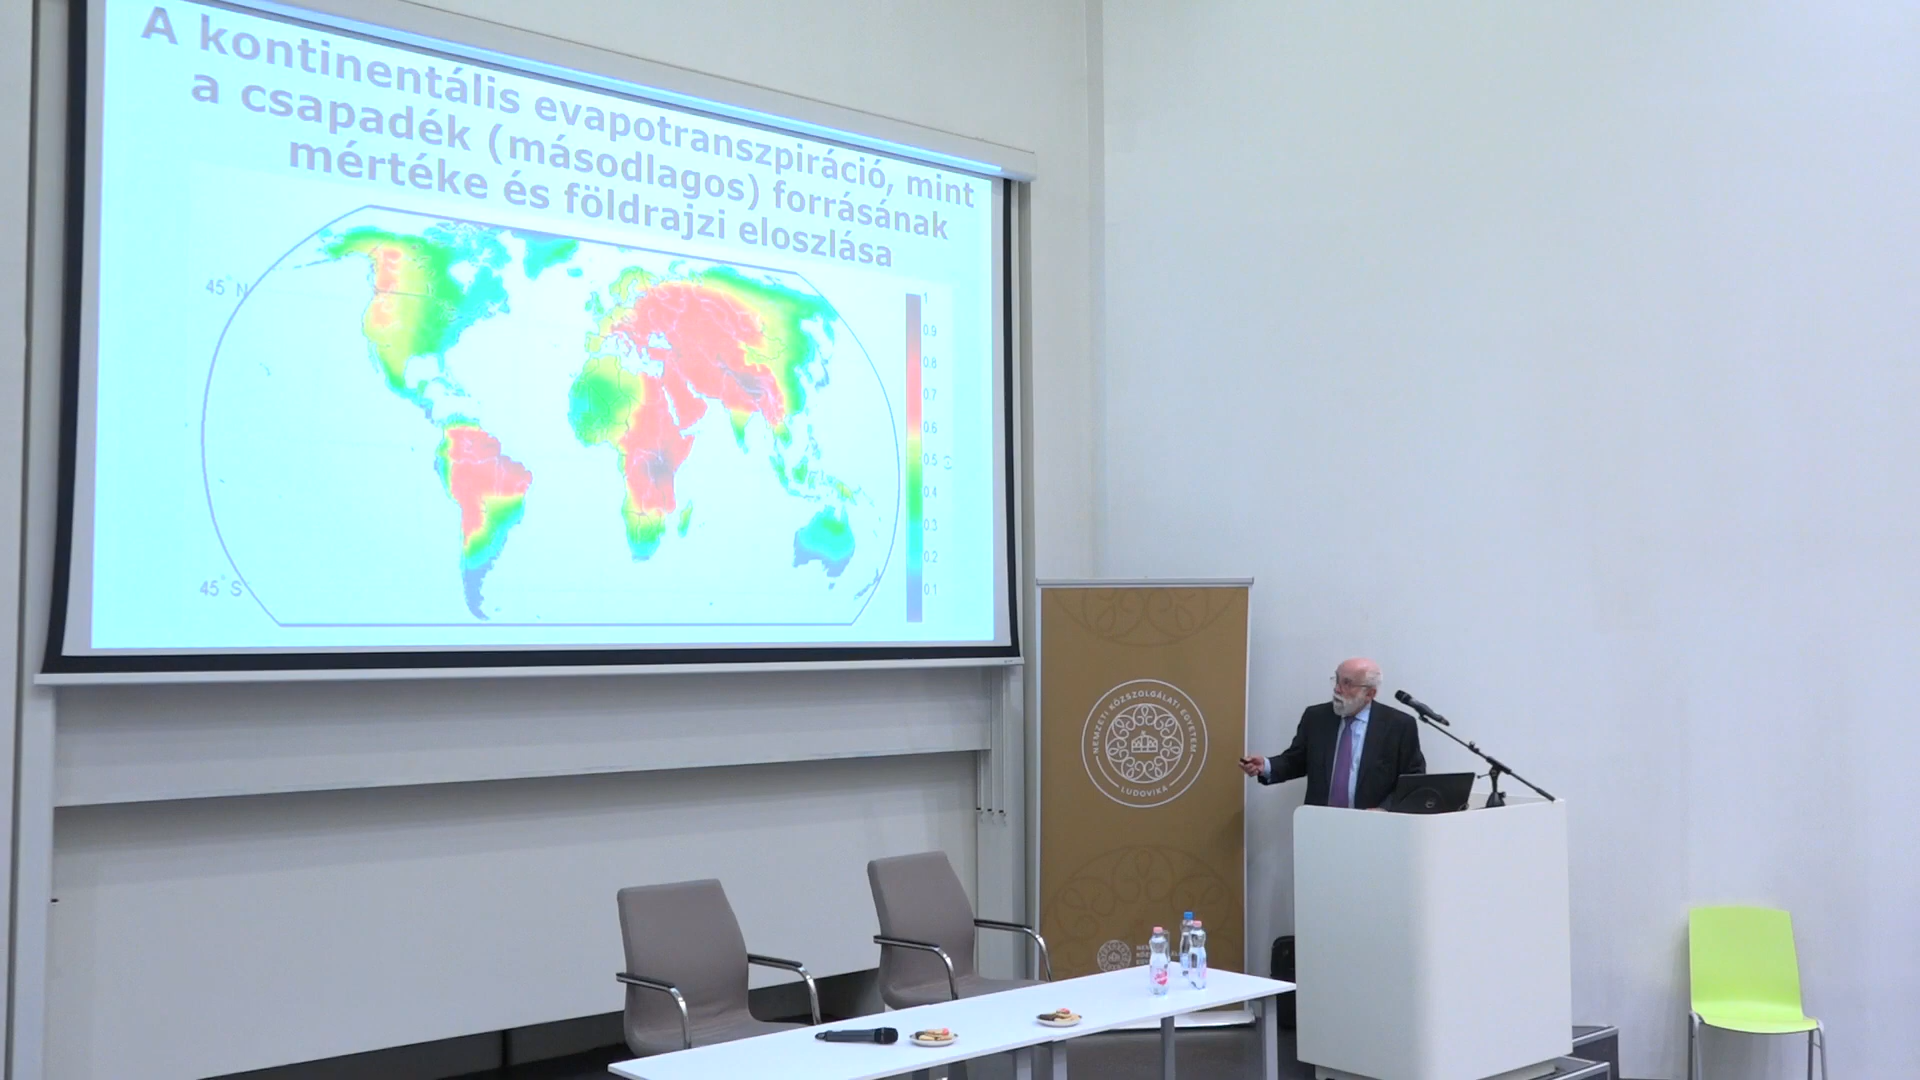 A kontinentális evapotranszpiráció, mint
a csapadék (másodlagos) forrásának
mértéke és földrajzi eloszlása
45° N
45° S
1
0.9
0.8
0.7
0.6
0.5
0.4
0.3
0.2
0.1
NEMZETI KÖZSZOLGÁLATI EGYETEM
LUDOVIKA